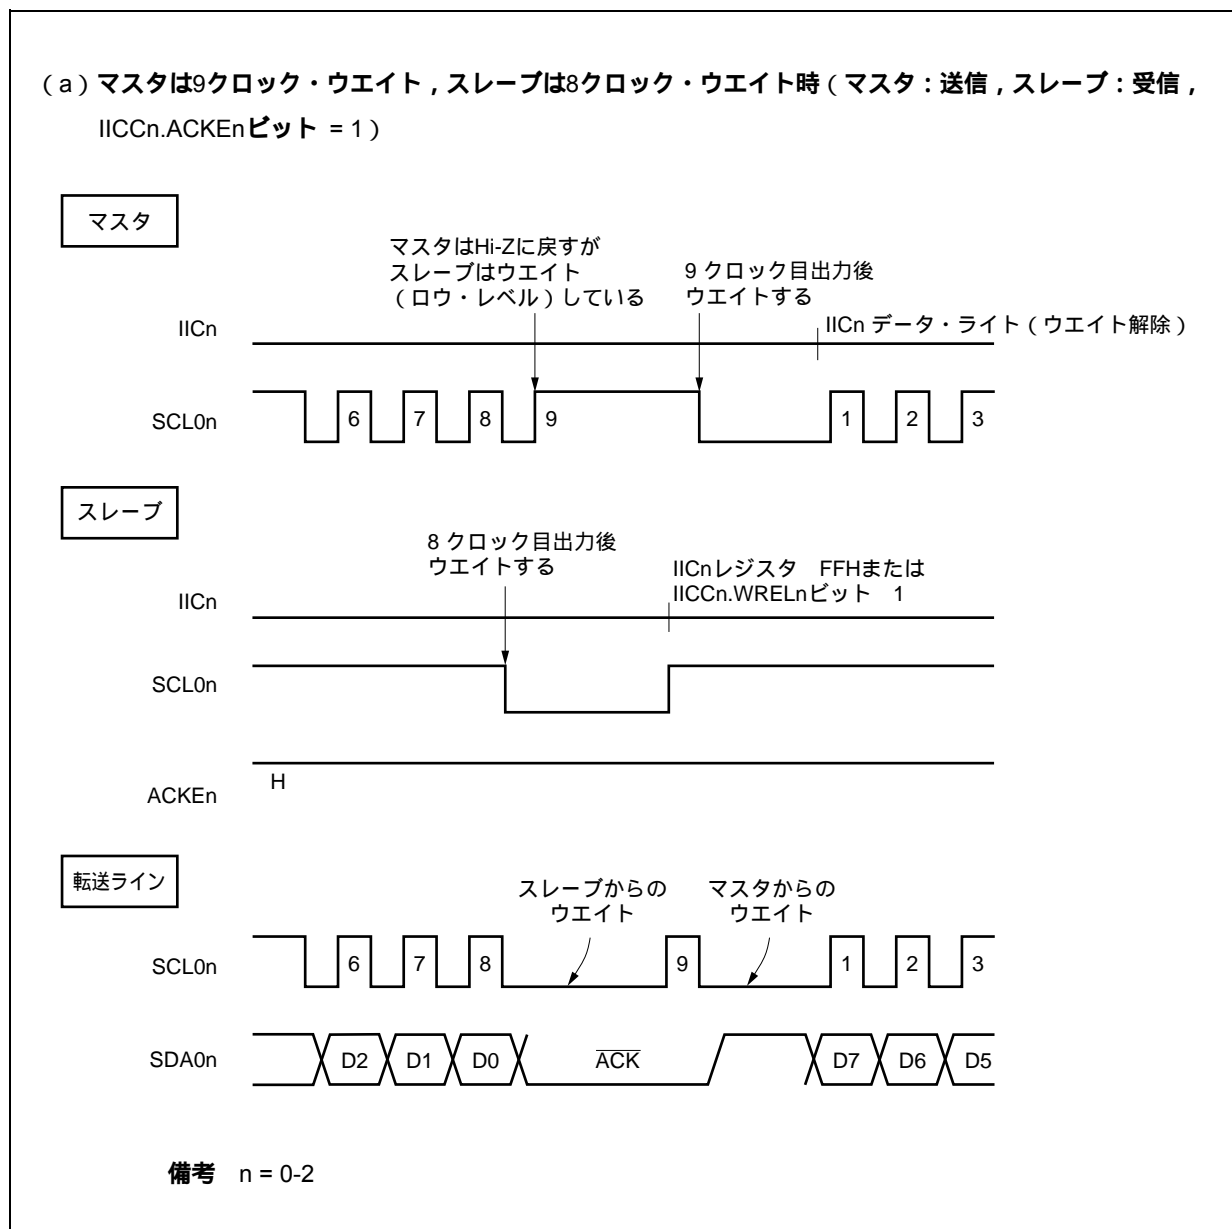 （a）マスタは9クロック・ウエイト，スレーブは8クロック・ウエイト時（マスタ：送信，スレーブ：受信，
IICCn.ACKEnビット = 1）
マスタ
マスタはHi-Zに戻すが
スレーブはウエイト
（ロウ・レベル）している
9 クロック目出力後
ウエイトする
IICn
IICn データ・ライト（ウエイト解除）
SCL0n
6 7 8 9 1 2 3
スレーブ
8 クロック目出力後
ウエイトする
IICnレジスタ FFHまたは
IICCn.WRELnビット 1
IICn
SCL0n
H
ACKEn
転送ライン
スレーブからの
ウエイト
マスタからの
ウエイト
SCL0n
6 7 8 9 1 2 3
SDA0n
D2 D1 D0 ACK D7 D6 D5
備考 n = 0-2